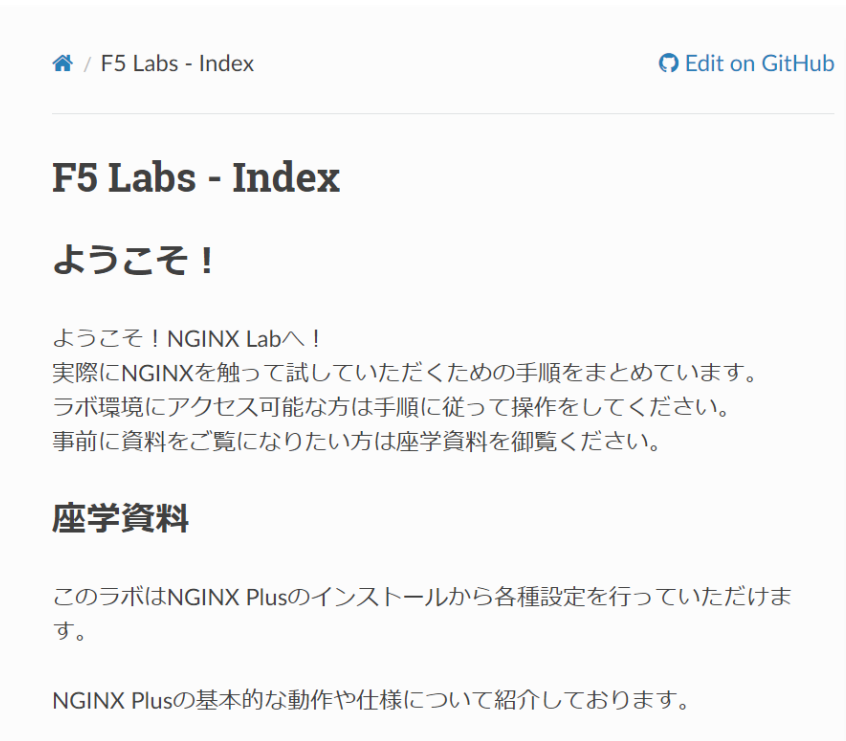 / F5 Labs - Index
Edit on GitHub
F5 Labs - Index
ようこそ！
ようこそ！NGINX Labへ！
実際にNGINXを触って試していただくための手順をまとめています。
ラボ環境にアクセス可能な方は手順に従って操作をしてください。
事前に資料をご覧になりたい方は座学資料を御覧ください。
座学資料
このラボはNGINX Plusのインストールから各種設定を行っていただけま
す。
NGINX Plusの基本的な動作や仕様について紹介しております。